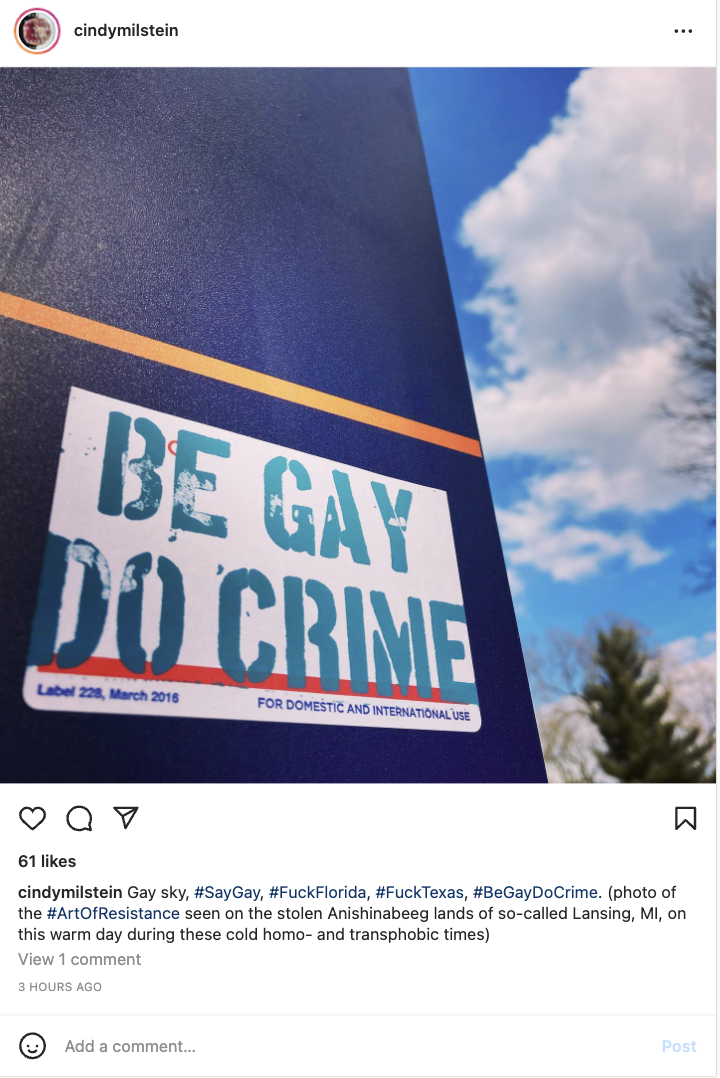 cindymilstein
BE GAY
DO CRIME
Label 228, March 2016
FOR DOMESTIC AND INTERNATIONAL USE
61 likes
cindymilstein Gay sky, #SayGay, #FuckFlorida, #FuckTexas, #BeGayDoCrime. (photo of
the #ArtOfResistance seen on the stolen Anishinabeeg lands of so-called Lansing, MI, on
this warm day during these cold homo- and transphobic times)
View 1 comment
3 HOURS AGO
Add a comment...
Post